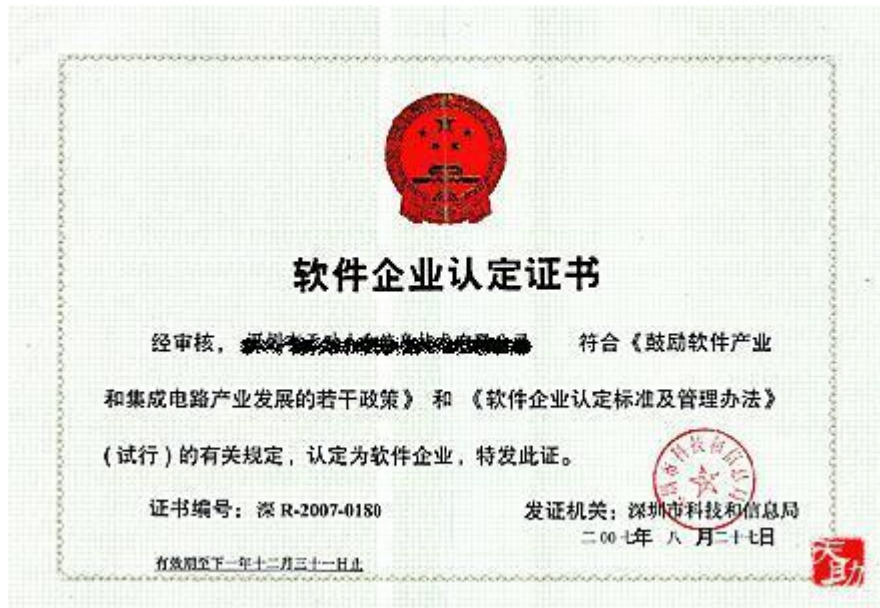 软件企业认定证书
经审核， 符合《鼓励软件产业
和集成电路产业发展的若干政策》 和 《软件企业认定标准及管理办法》
(试行)的有关规定，认定为软件企业，特发此证。
证书编号：深 R-2007-0180
发证机关：深圳市科技和信息局
二00七年 八 月二十七日
有效期至下一年十二月三十一日止
天助